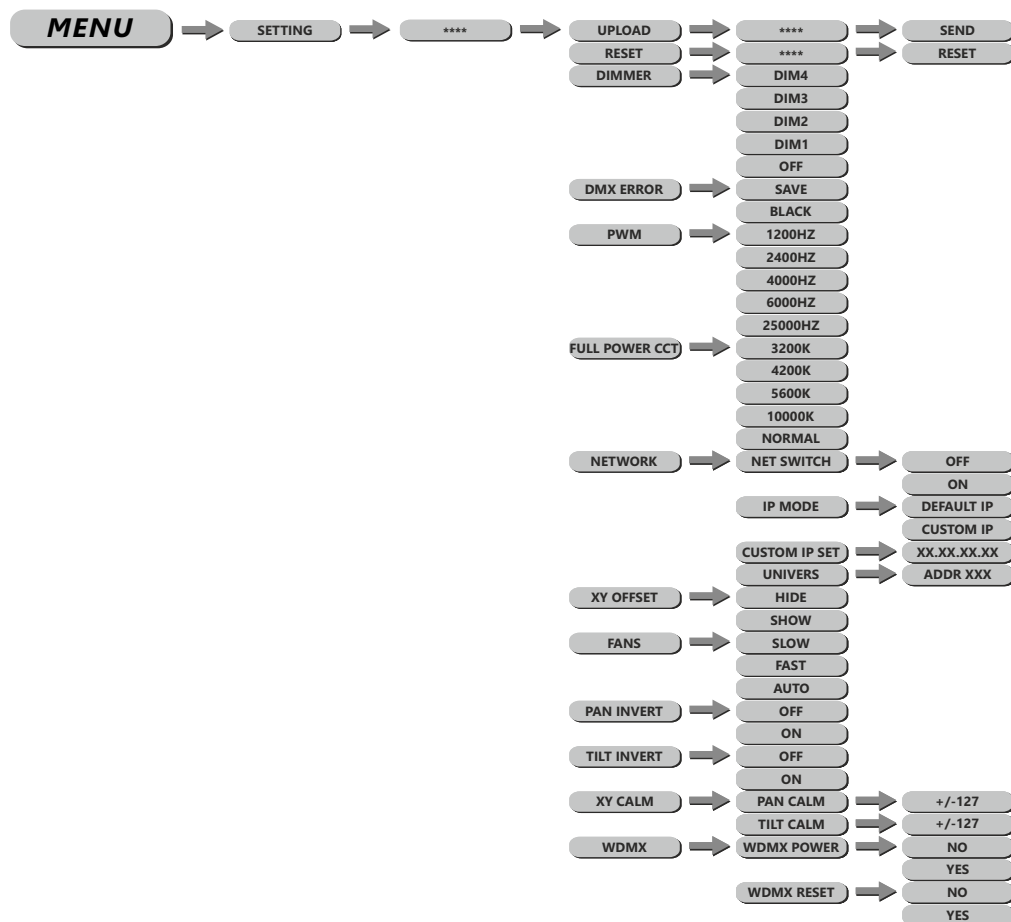 MENU SETTING **** UPLOAD **** SEND
RESET **** RESET
DIMMER DIM4
DIM3
DIM2
DIM1
OFF
DMX ERROR SAVE
BLACK
PWM 1200HZ
2400HZ
4000HZ
6000HZ
25000HZ
FULL POWER CCT 3200K
4200K
5600K
10000K
NORMAL
NETWORK NET SWITCH OFF
ON
IP MODE DEFAULT IP
CUSTOM IP
CUSTOM IP SET XX.XX.XX.XX
UNIVERS ADDR XXX
XY OFFSET HIDE
SHOW
FANS SLOW
FAST
AUTO
PAN INVERT OFF
ON
TILT INVERT OFF
ON
XY CALM PAN CALM +/-127
TILT CALM +/-127
WDMX WDMX POWER NO
YES
WDMX RESET NO
YES